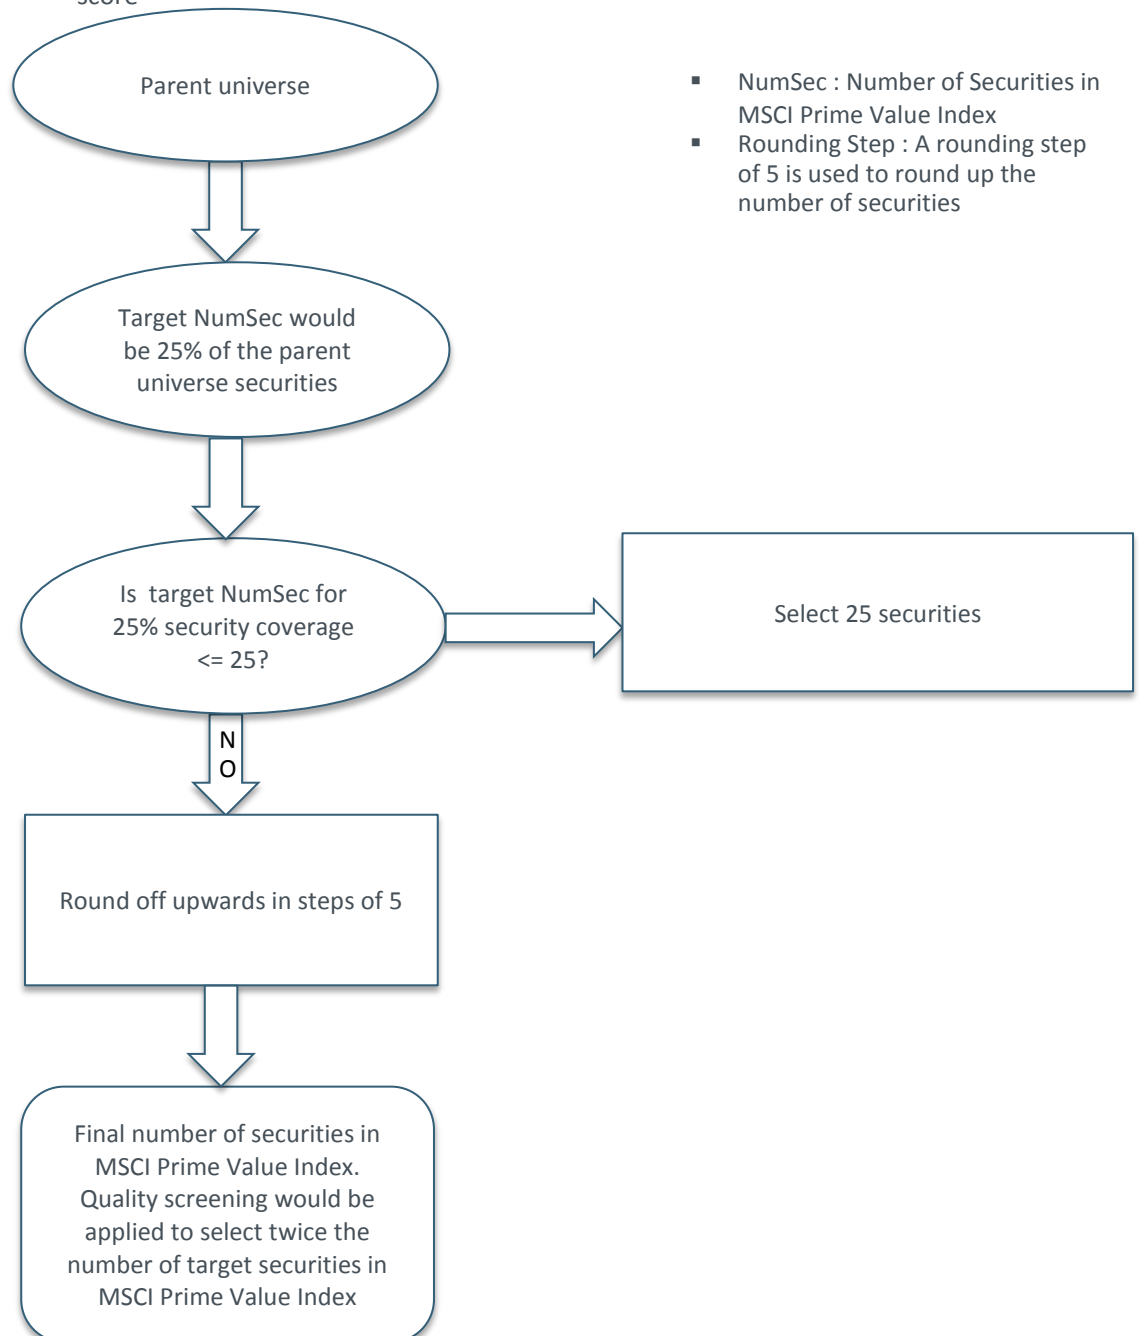 score
Parent universe
▪ NumSec : Number of Securities in
MSCI Prime Value Index
▪ Rounding Step : A rounding step
of 5 is used to round up the
number of securities
Target NumSec would
be 25% of the parent
universe securities
Is target NumSec for
25% security coverage
<= 25?
Select 25 securities
N
O
Round off upwards in steps of 5
Final number of securities in
MSCI Prime Value Index.
Quality screening would be
applied to select twice the
number of target securities in
MSCI Prime Value Index